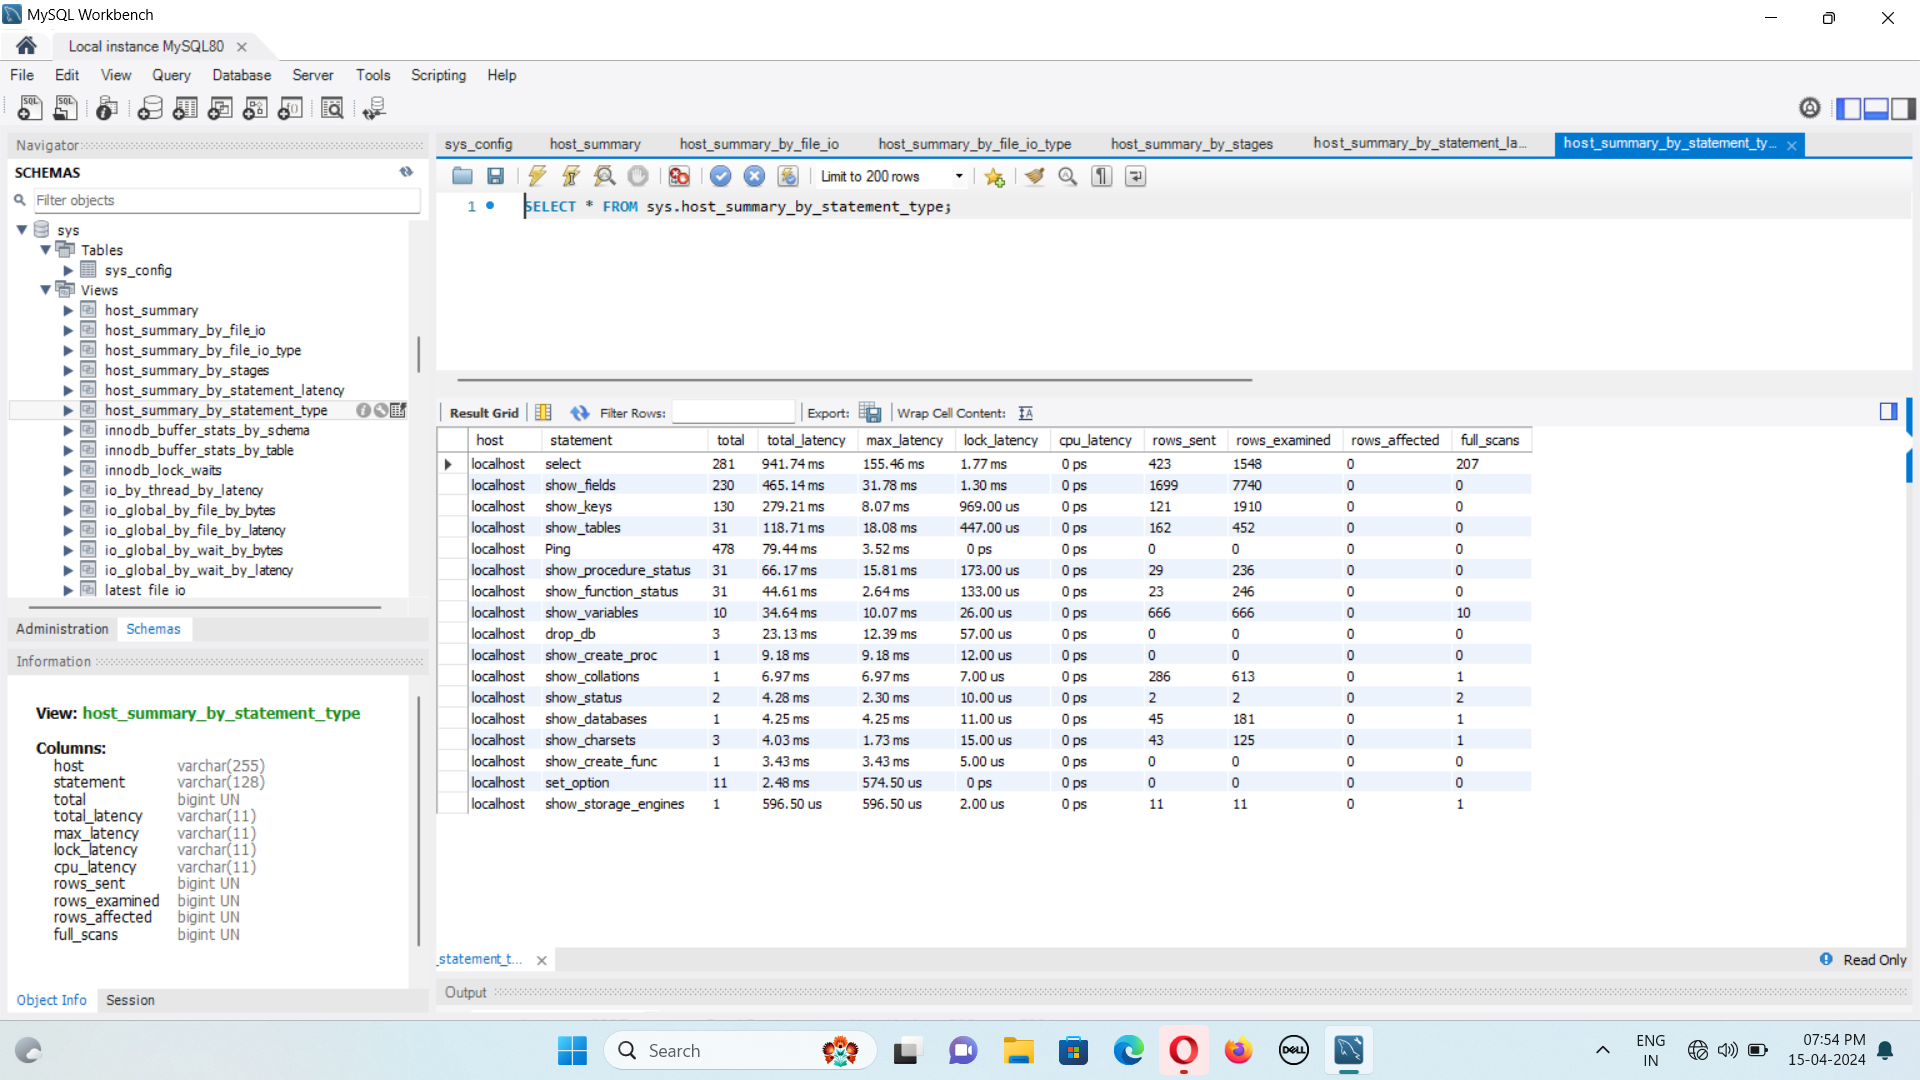 MySQL Workbench
Local instance MySQL80
File Edit View Query Database Server Tools Scripting Help
Navigator
SCHEMAS
Filter objects
sys
Tables
sys_config
Views
host_summary
host_summary_by_file_io
host_summary_by_file_io_type
host_summary_by_stages
host_summary_by_statement_latency
host_summary_by_statement_type
innodb_buffer_stats_by_schema
innodb_buffer_stats_by_table
innodb_lock_waits
io_by_thread_by_latency
io_global_by_file_by_bytes
io_global_by_file_by_latency
io_global_by_wait_by_bytes
io_global_by_wait_by_latency
latest_file_io
Administration Schemas
Information
View: host_summary_by_statement_type
Columns:
host varchar(255)
statement varchar(128)
total bigint UN
total_latency varchar(11)
max_latency varchar(11)
lock_latency varchar(11)
cpu_latency varchar(11)
rows_sent bigint UN
rows_examined bigint UN
rows_affected bigint UN
full_scans bigint UN
Object Info Session
sys_config host_summary host_summary_by_file_io host_summary_by_file_io_type host_summary_by_stages host_summary_by_statement_la... host_summary_by_statement_ty...
Limit to 200 rows
1 SELECT * FROM sys.host_summary_by_statement_type;
Result Grid Filter Rows: Export: Wrap Cell Content:
host statement total total_latency max_latency lock_latency cpu_latency rows_sent rows_examined rows_affected full_scans
localhost select 281 941.74 ms 155.46 ms 1.77 ms 0 ps 423 1548 0 207
localhost show_fields 230 465.14 ms 31.78 ms 1.30 ms 0 ps 1699 7740 0 0
localhost show_keys 130 279.21 ms 8.07 ms 969.00 us 0 ps 121 1910 0 0
localhost show_tables 31 118.71 ms 18.08 ms 447.00 us 0 ps 162 452 0 0
localhost Ping 478 79.44 ms 3.52 ms 0 ps 0 ps 0 0 0 0
localhost show_procedure_status 31 66.17 ms 15.81 ms 173.00 us 0 ps 29 236 0 0
localhost show_function_status 31 44.61 ms 2.64 ms 133.00 us 0 ps 23 246 0 0
localhost show_variables 10 34.64 ms 10.07 ms 26.00 us 0 ps 666 666 0 10
localhost drop_db 3 23.13 ms 12.39 ms 57.00 us 0 ps 0 0 0 0
localhost show_create_proc 1 9.18 ms 9.18 ms 12.00 us 0 ps 0 0 0 0
localhost show_collations 1 6.97 ms 6.97 ms 7.00 us 0 ps 286 613 0 1
localhost show_status 2 4.28 ms 2.30 ms 10.00 us 0 ps 2 2 0 2
localhost show_databases 1 4.25 ms 4.25 ms 11.00 us 0 ps 45 181 0 1
localhost show_charsets 3 4.03 ms 1.73 ms 15.00 us 0 ps 43 125 0 1
localhost show_create_func 1 3.43 ms 3.43 ms 5.00 us 0 ps 0 0 0 0
localhost set_option 11 2.48 ms 574.50 us 0 ps 0 ps 0 0 0 0
localhost show_storage_engines 1 596.50 us 596.50 us 2.00 us 0 ps 11 11 0 1
_statement_t... Read Only
Output
Search
DELL
ENG
IN
07:54 PM
15-04-2024